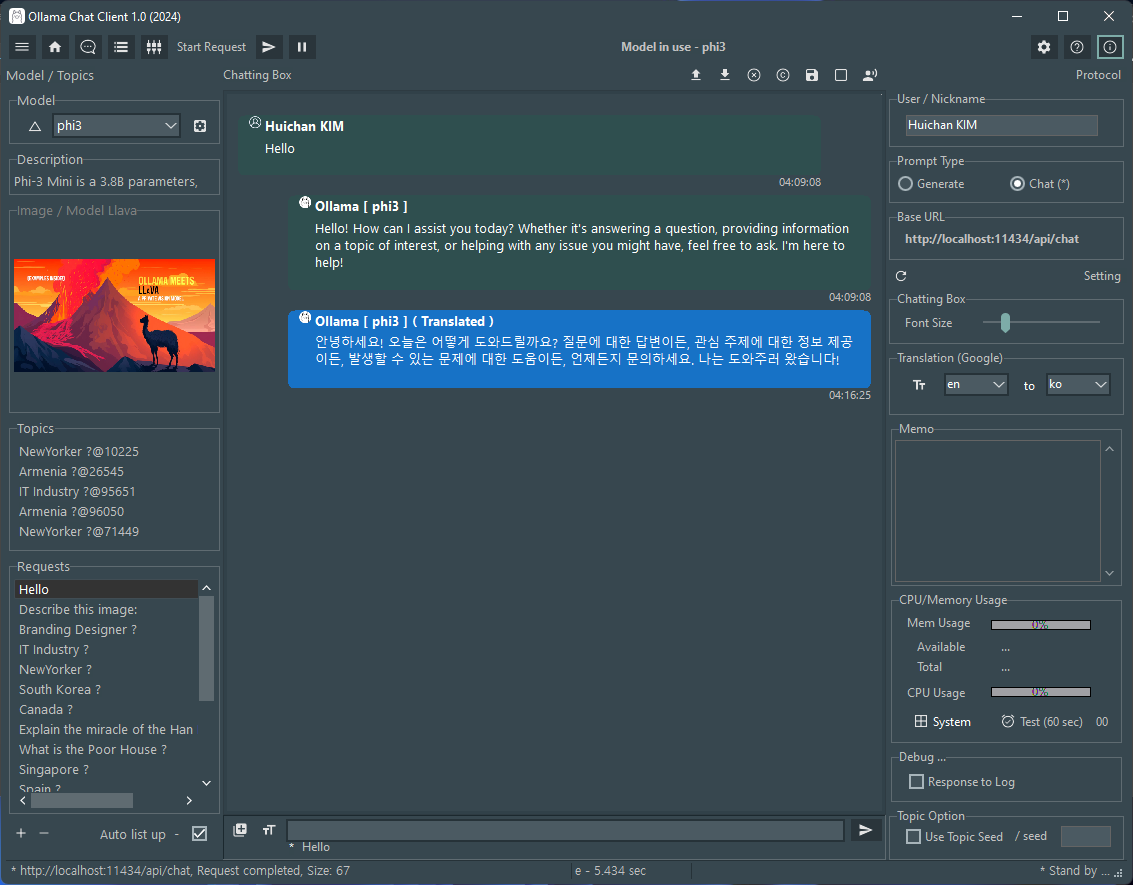 Ollama Chat Client 1.0 (2024)
Start Request
Model in use - phi3
Model / Topics
Chatting Box
Protocol
Model
phi3
Description
Phi-3 Mini is a 3.8B parameters,
Image / Model Llava
(EXAMPLES INSIDE!)
OLLAMA MEETS
LLaVA
A PRIVATE VISION MODEL
Topics
NewYorker ?@10225
Armenia ?@26545
IT Industry ?@95651
Armenia ?@96050
NewYorker ?@71449
Requests
Hello
Describe this image:
Branding Designer ?
IT Industry ?
NewYorker ?
South Korea ?
Canada ?
Explain the miracle of the Han
What is the Poor House ?
Singapore ?
Spain ?
+ −
Auto list up -
Huichan KIM
Hello
04:09:08
Ollama [ phi3 ]
Hello! How can I assist you today? Whether it's answering a question, providing information
on a topic of interest, or helping with any issue you might have, feel free to ask. I'm here to
help!
04:09:08
Ollama [ phi3 ] ( Translated )
안녕하세요! 오늘은 어떻게 도와드릴까요? 질문에 대한 답변이든, 관심 주제에 대한 정보 제공
이든, 발생할 수 있는 문제에 대한 도움이든, 언제든지 문의하세요. 나는 도와주러 왔습니다!
04:16:25
* Hello
User / Nickname
Huichan KIM
Prompt Type
Generate
Chat (*)
Base URL
http://localhost:11434/api/chat
Setting
Chatting Box
Font Size
Translation (Google)
en
to
ko
Memo
CPU/Memory Usage
Mem Usage
0%
Available
...
Total
...
CPU Usage
0%
System
Test (60 sec)
00
Debug ...
Response to Log
Topic Option
Use Topic Seed
/ seed
* http://localhost:11434/api/chat, Request completed, Size: 67
e - 5.434 sec
* Stand by ...